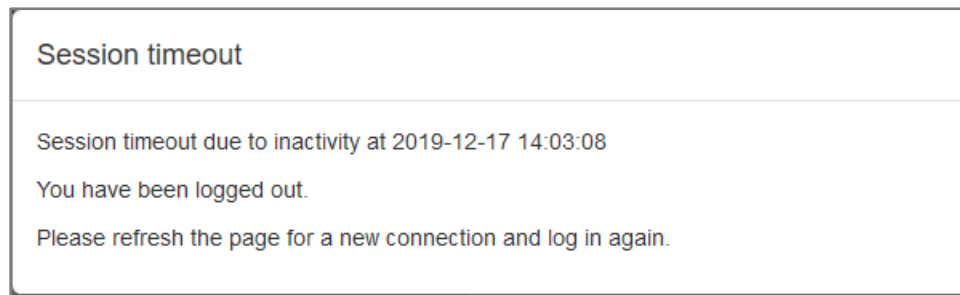 Session timeout
Session timeout due to inactivity at 2019-12-17 14:03:08
You have been logged out.
Please refresh the page for a new connection and log in again.